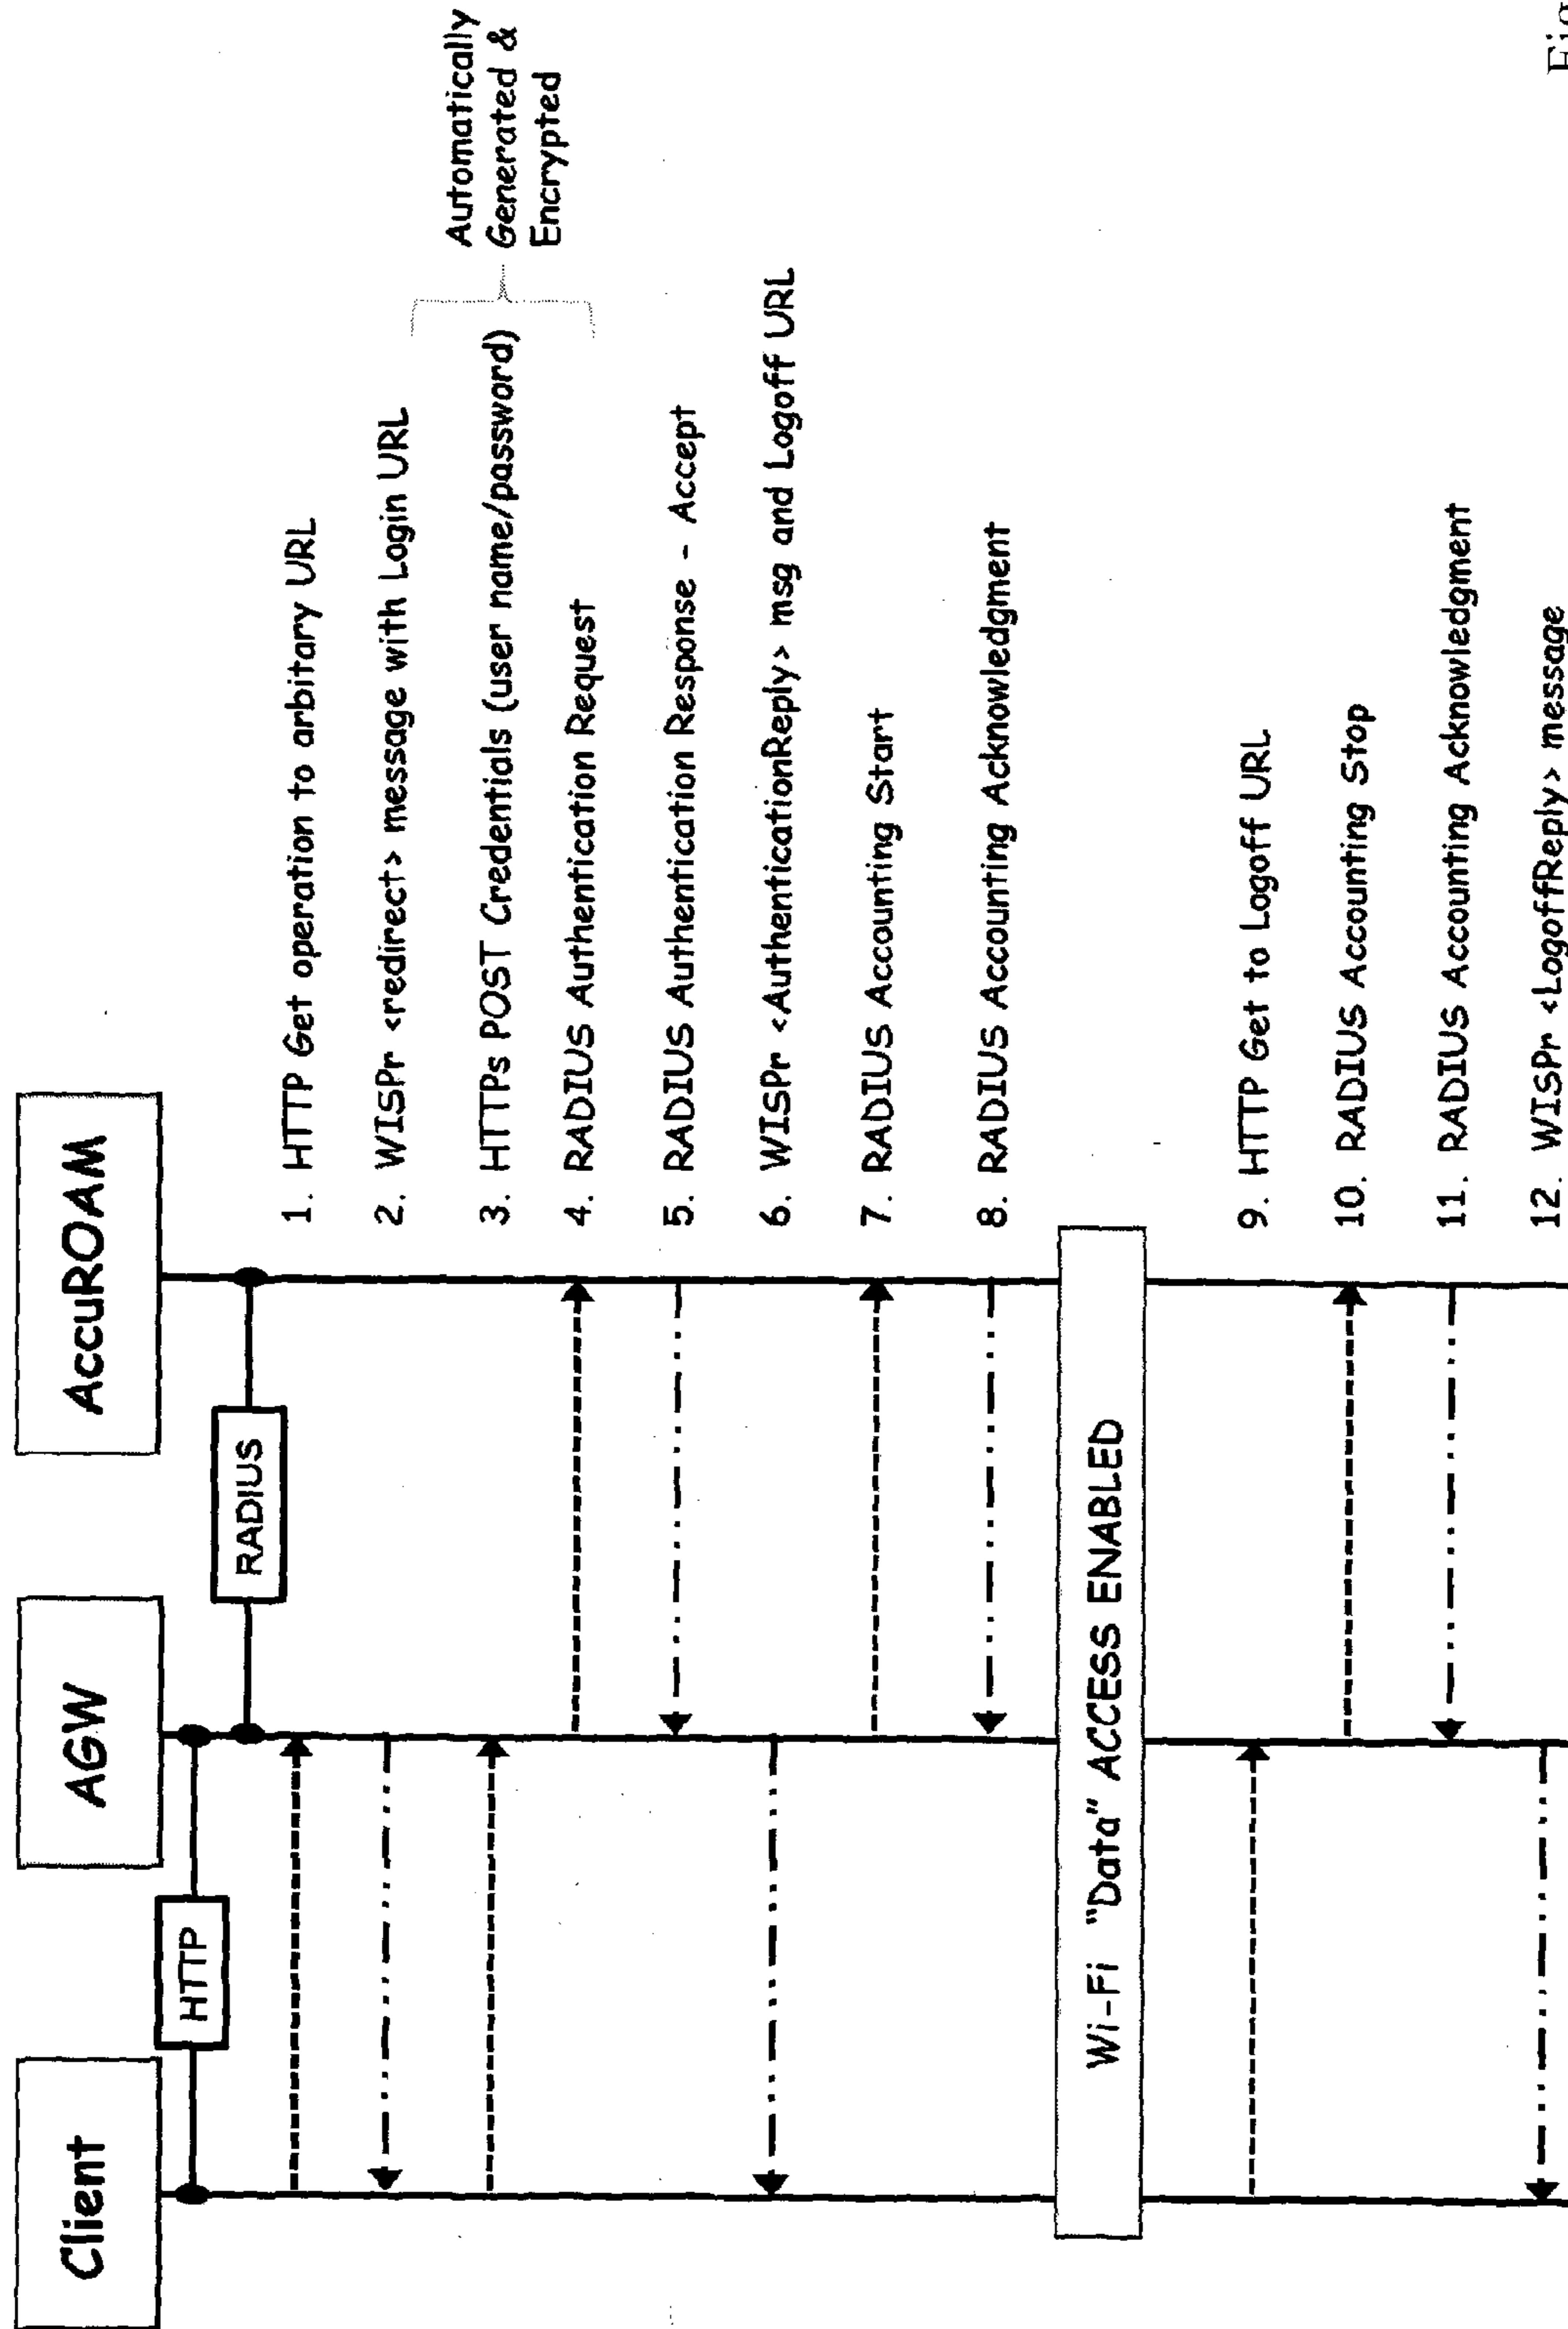 Client
AGW
AccuROAM
HTTP
RADIUS
1. HTTP Get operation to arbitary URL
2. WISPr <redirect> message with Login URL
3. HTTPs POST Credentials (user name/password)
Automatically
Generated &
Encrypted
4. RADIUS Authentication Request
5. RADIUS Authentication Response - Accept
6. WISPr <AuthenticationReply> msg and Logoff URL
7. RADIUS Accounting Start
8. RADIUS Accounting Acknowledgment
Wi-Fi "Data" ACCESS ENABLED
9. HTTP Get to Logoff URL
10. RADIUS Accounting Stop
11. RADIUS Accounting Acknowledgment
12. WISPr <LogoffReply> message